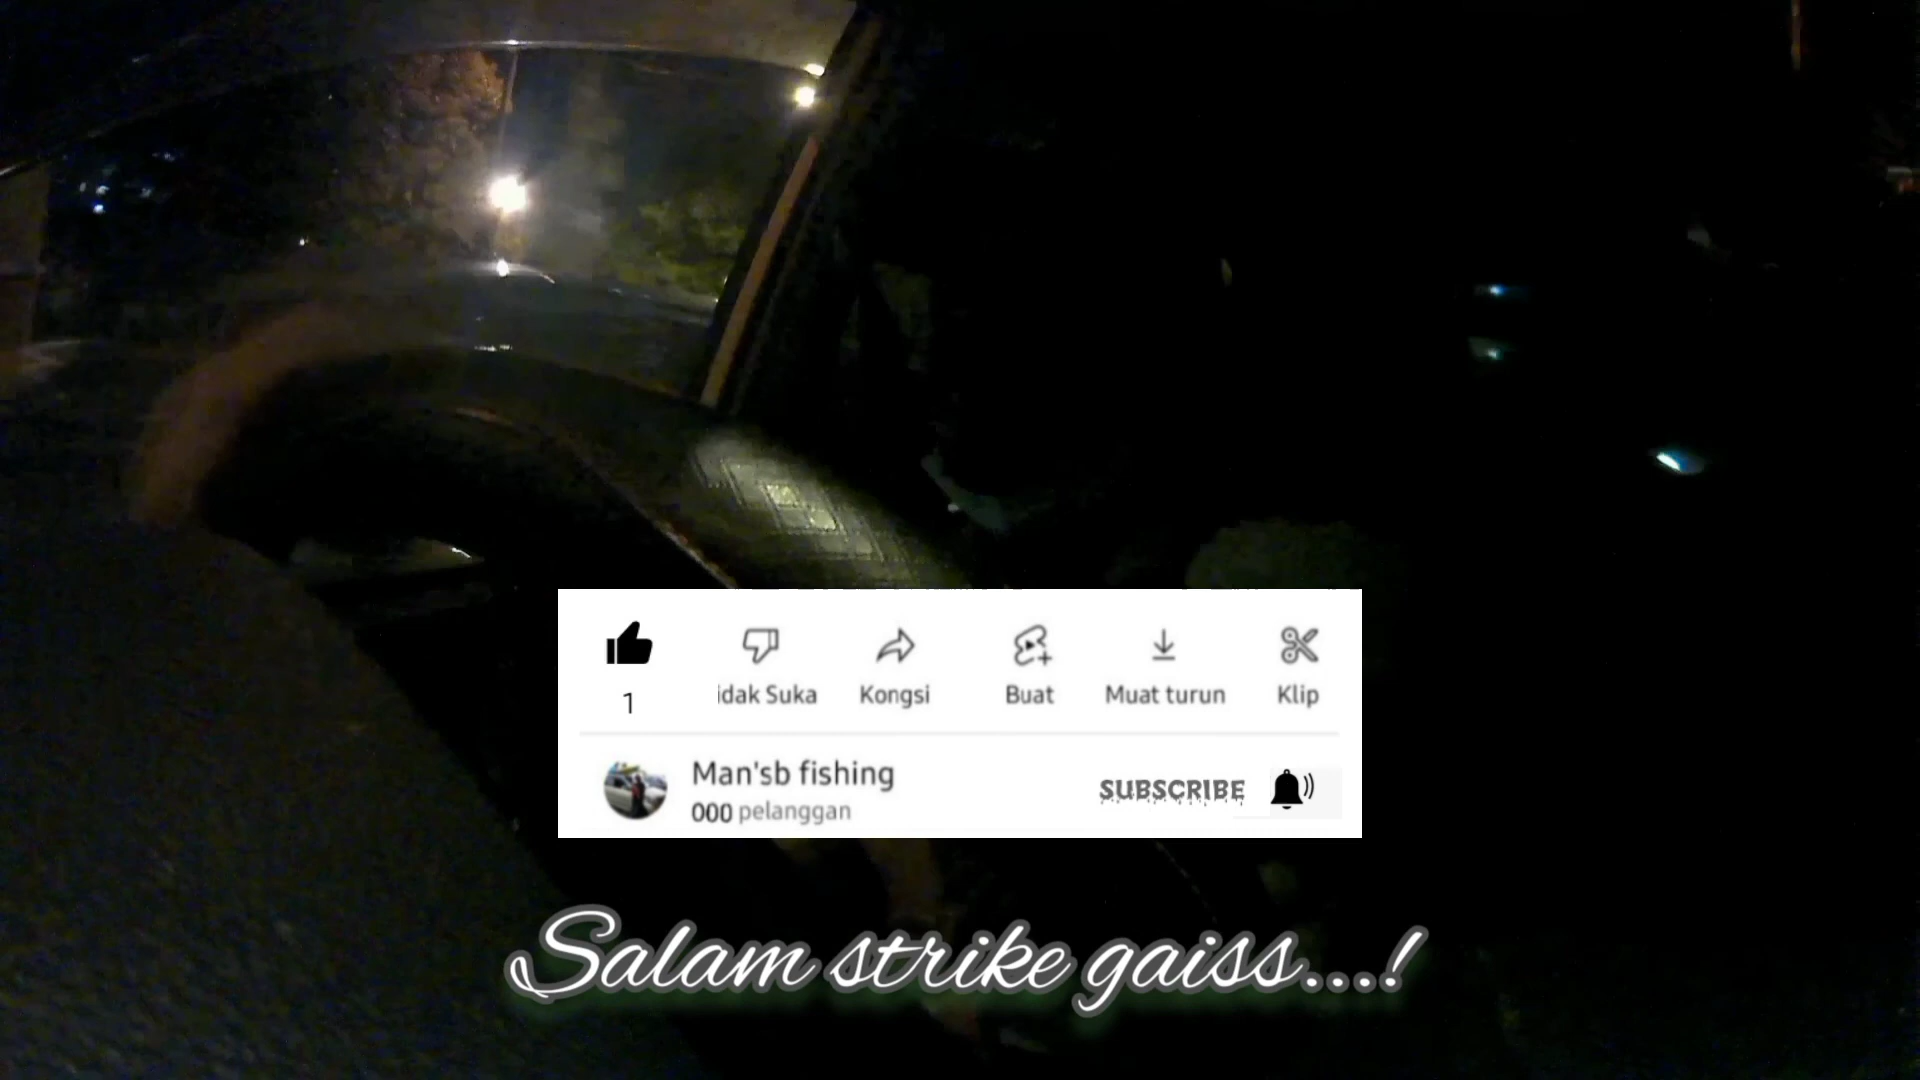 idak Suka Kongsi Buat Muat turun Klip
1
Man'sb fishing
000 pelanggan
SUBSCRIBE
Salam strike gaiss...!